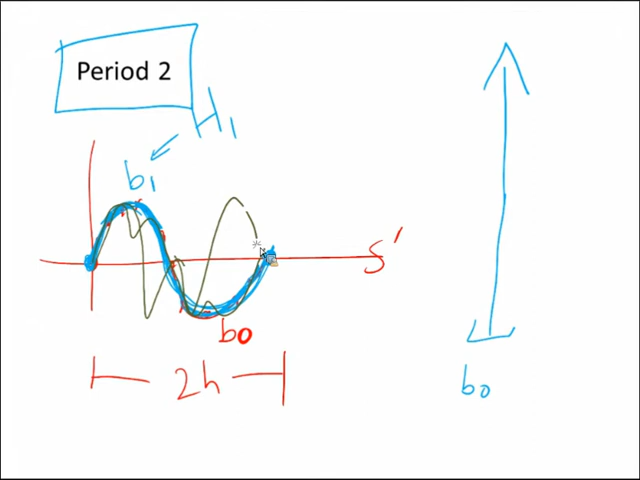 Period 2
H₁
b₁
s'
b0
2h
b₀